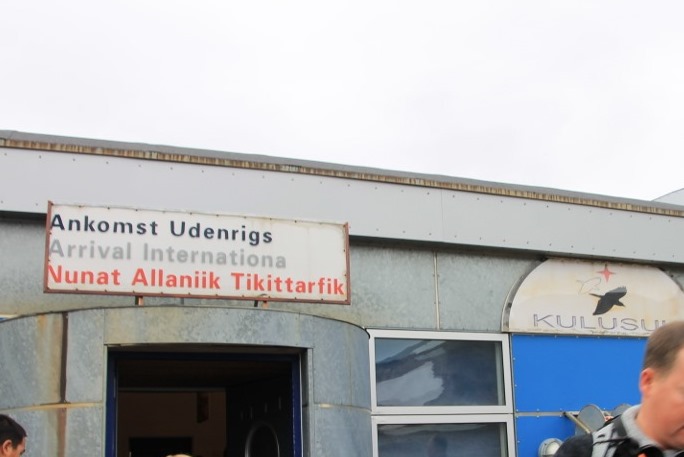 Ankomst Udenrigs
Arrival Internationa
Nunat Allaniik Tikittarfik
KULUSU